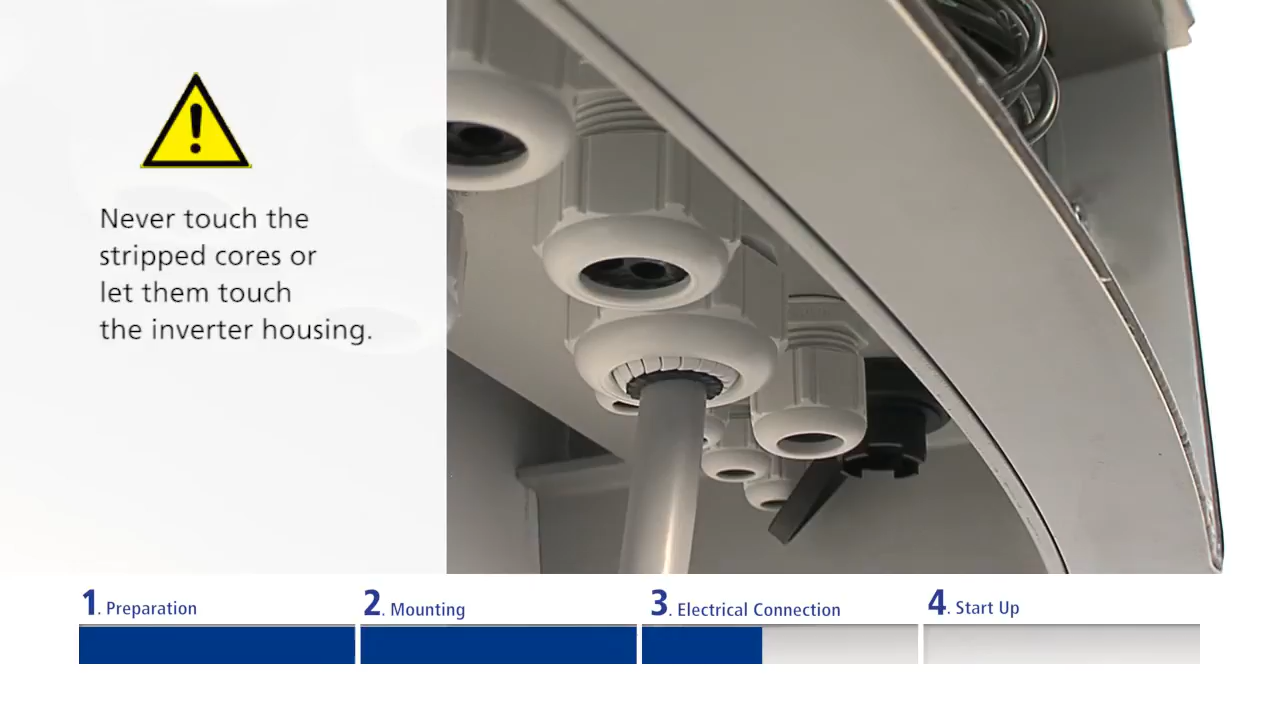 Never touch the
stripped cores or
let them touch
the inverter housing.
1. Preparation
2. Mounting
3. Electrical Connection
4. Start Up